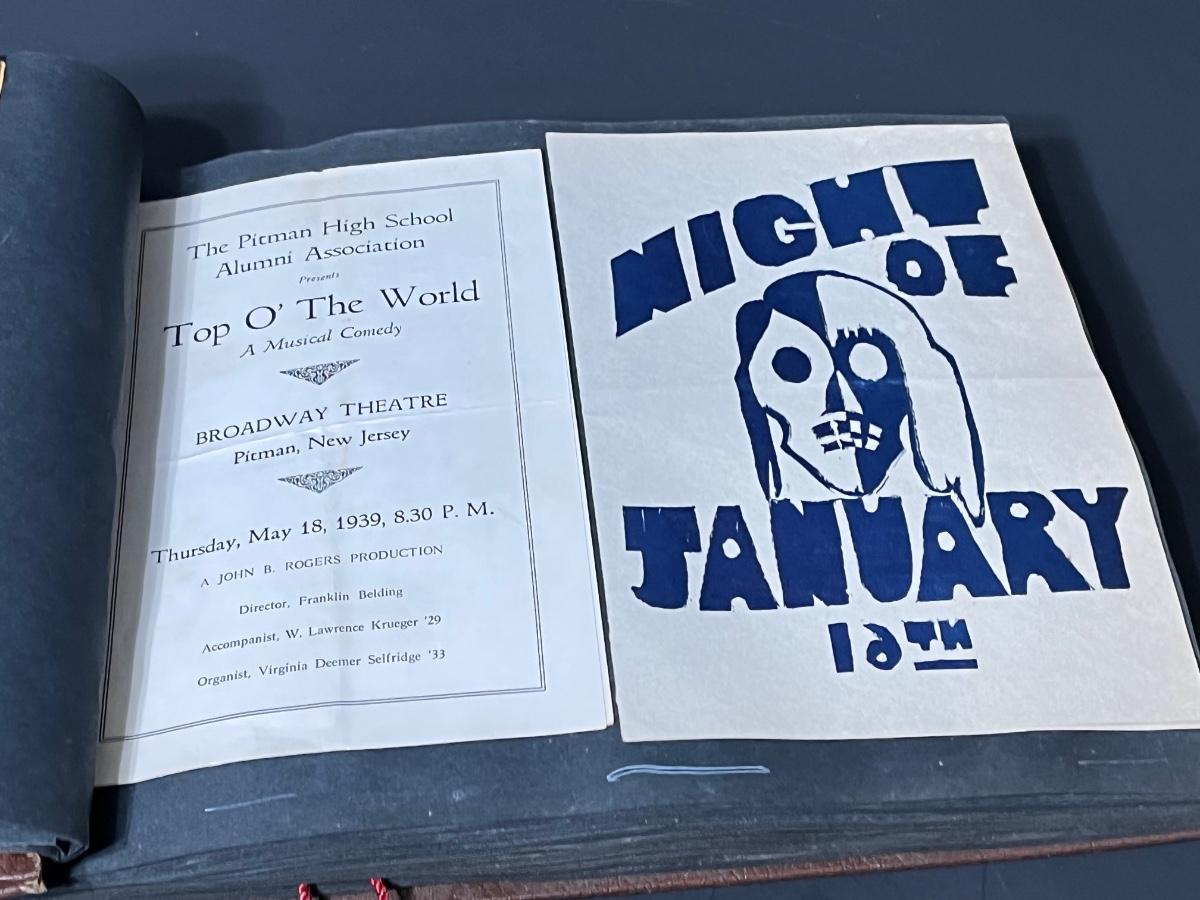 The Pitman High School
Alumni Association
Presents
Top O' The World
A Musical Comedy
BROADWAY THEATRE
Pitman, New Jersey
Thursday, May 18, 1939, 8.30 P. M.
A JOHN B. ROGERS PRODUCTION
Director, Franklin Belding
Accompanist, W. Lawrence Krueger '29
Organist, Virginia Deemer Selfridge '33
NIGHT
OF
JANUARY
16TH